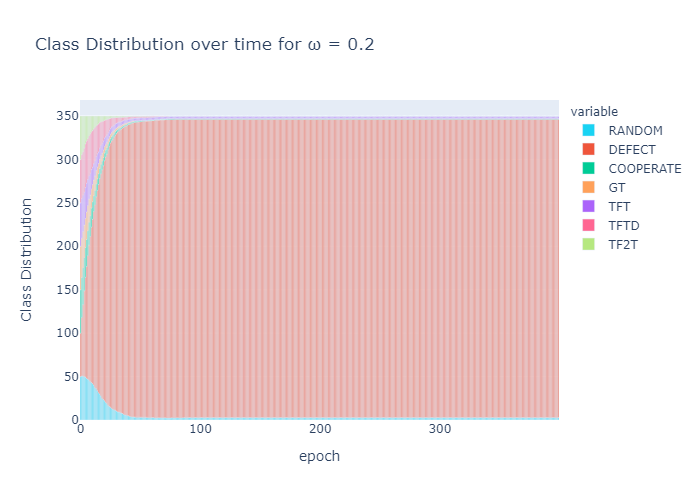 Class Distribution over time for ω = 0.2
variable
RANDOM
DEFECT
COOPERATE
GT
TFT
TFTD
TF2T
Class Distribution
350
300
250
200
150
100
50
0
0 100 200 300
epoch